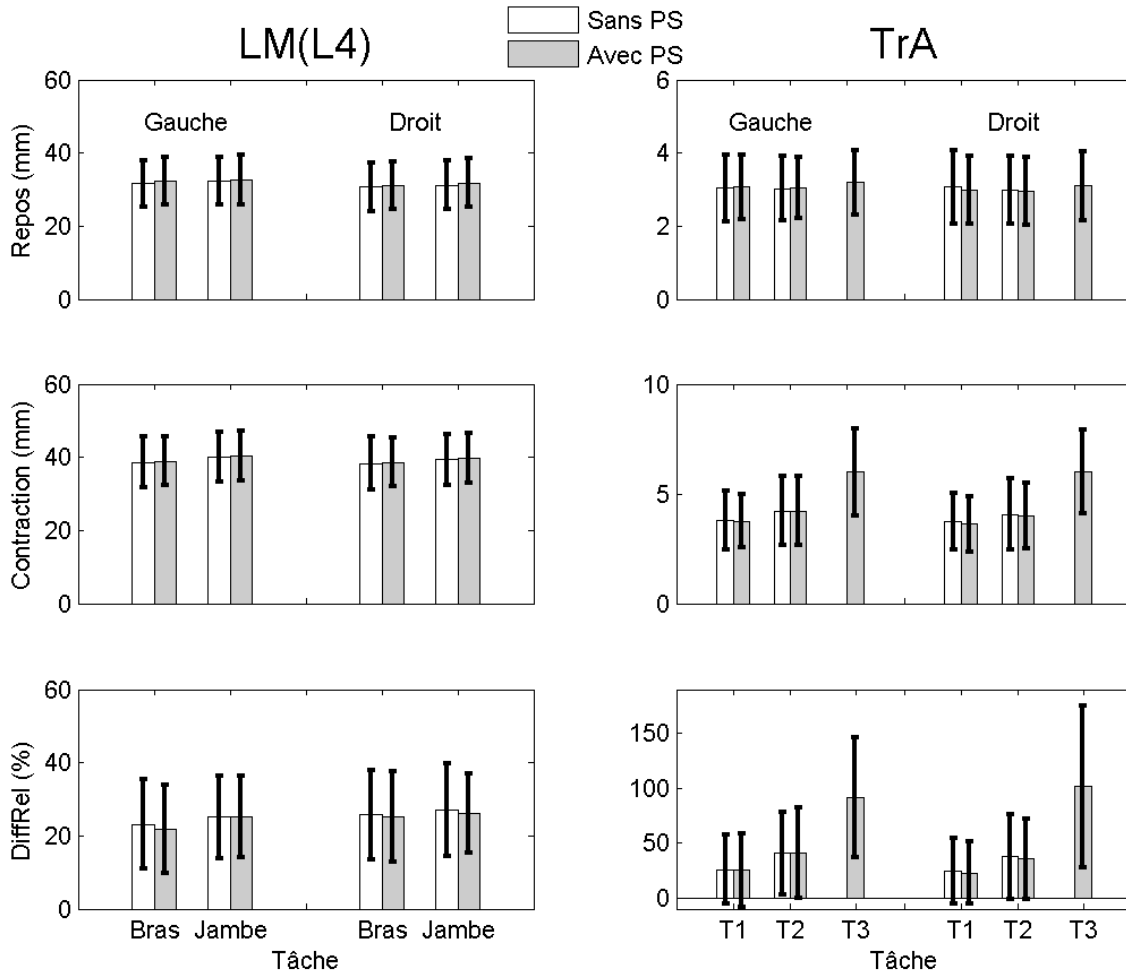 Sans PS
Avec PS
LM(L4)
TrA
Repos (mm)
60
40
20
0
Gauche
Droit
6
4
2
0
Gauche
Droit
Contraction (mm)
60
40
20
0
10
5
0
DiffRel (%)
60
40
20
0
Bras Jambe Bras Jambe
Tâche
150
100
50
0
T1 T2 T3 T1 T2 T3
Tâche